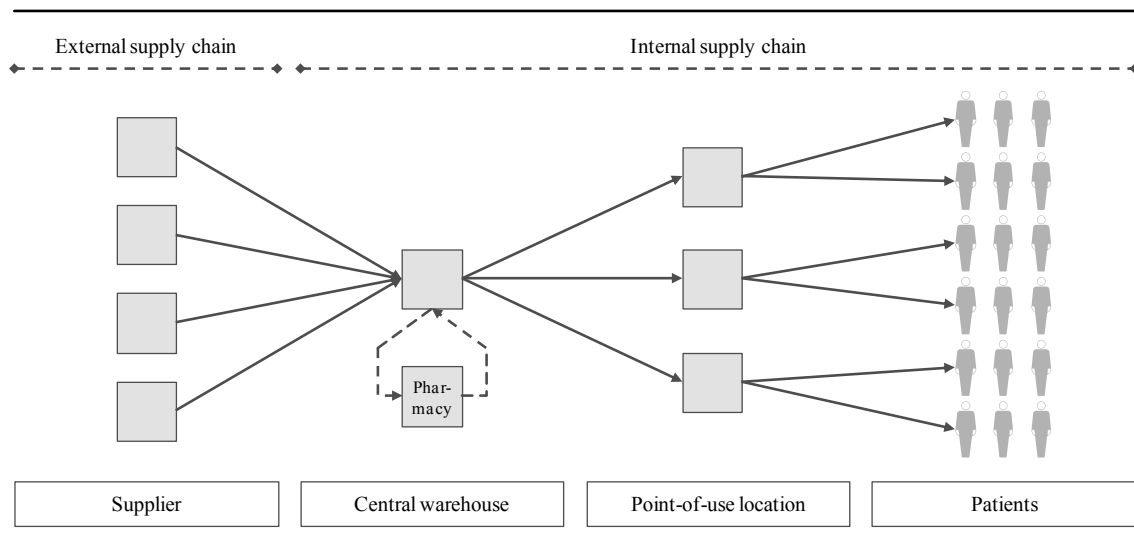 External supply chain
Internal supply chain
Phar-
macy
Supplier
Central warehouse
Point-of-use location
Patients